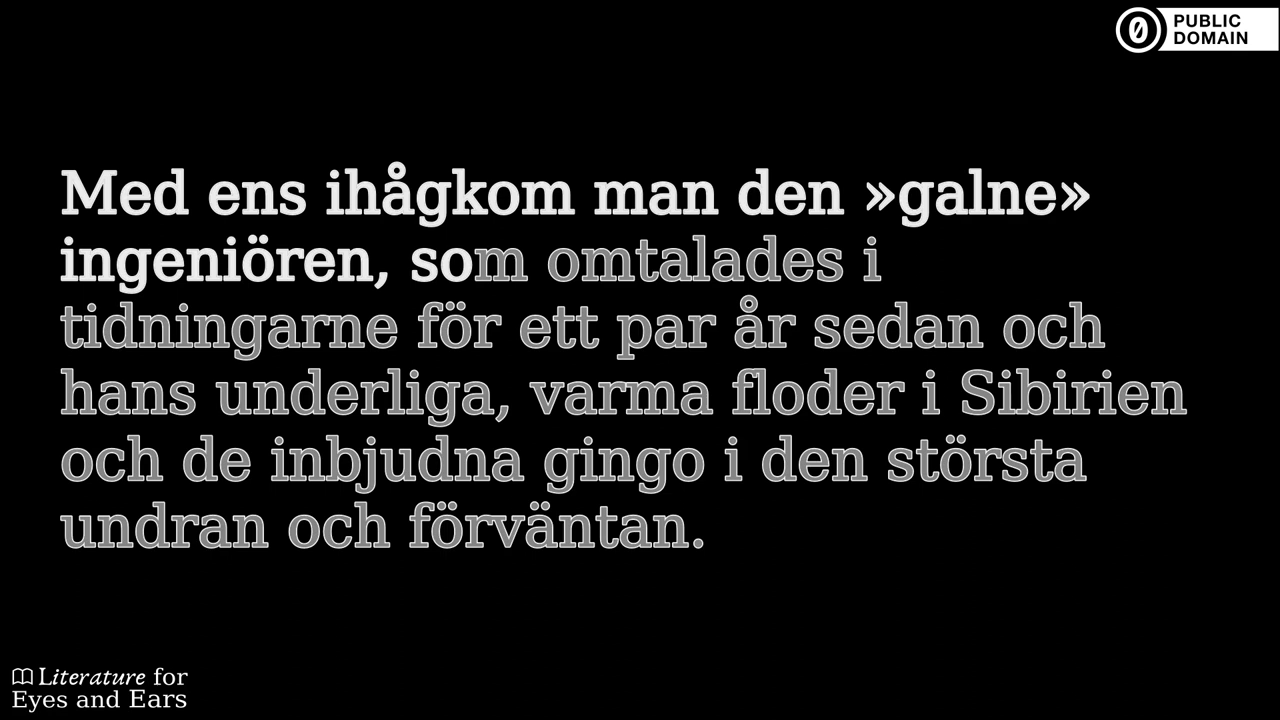 PUBLIC
DOMAIN
Med ens ihågkom man den »galne»
ingeniören, som omtalades i
tidningarne för ett par år sedan och
hans underliga, varma floder i Sibirien
och de inbjudna gingo i den största
undran och förväntan.
Literature for
Eyes and Ears